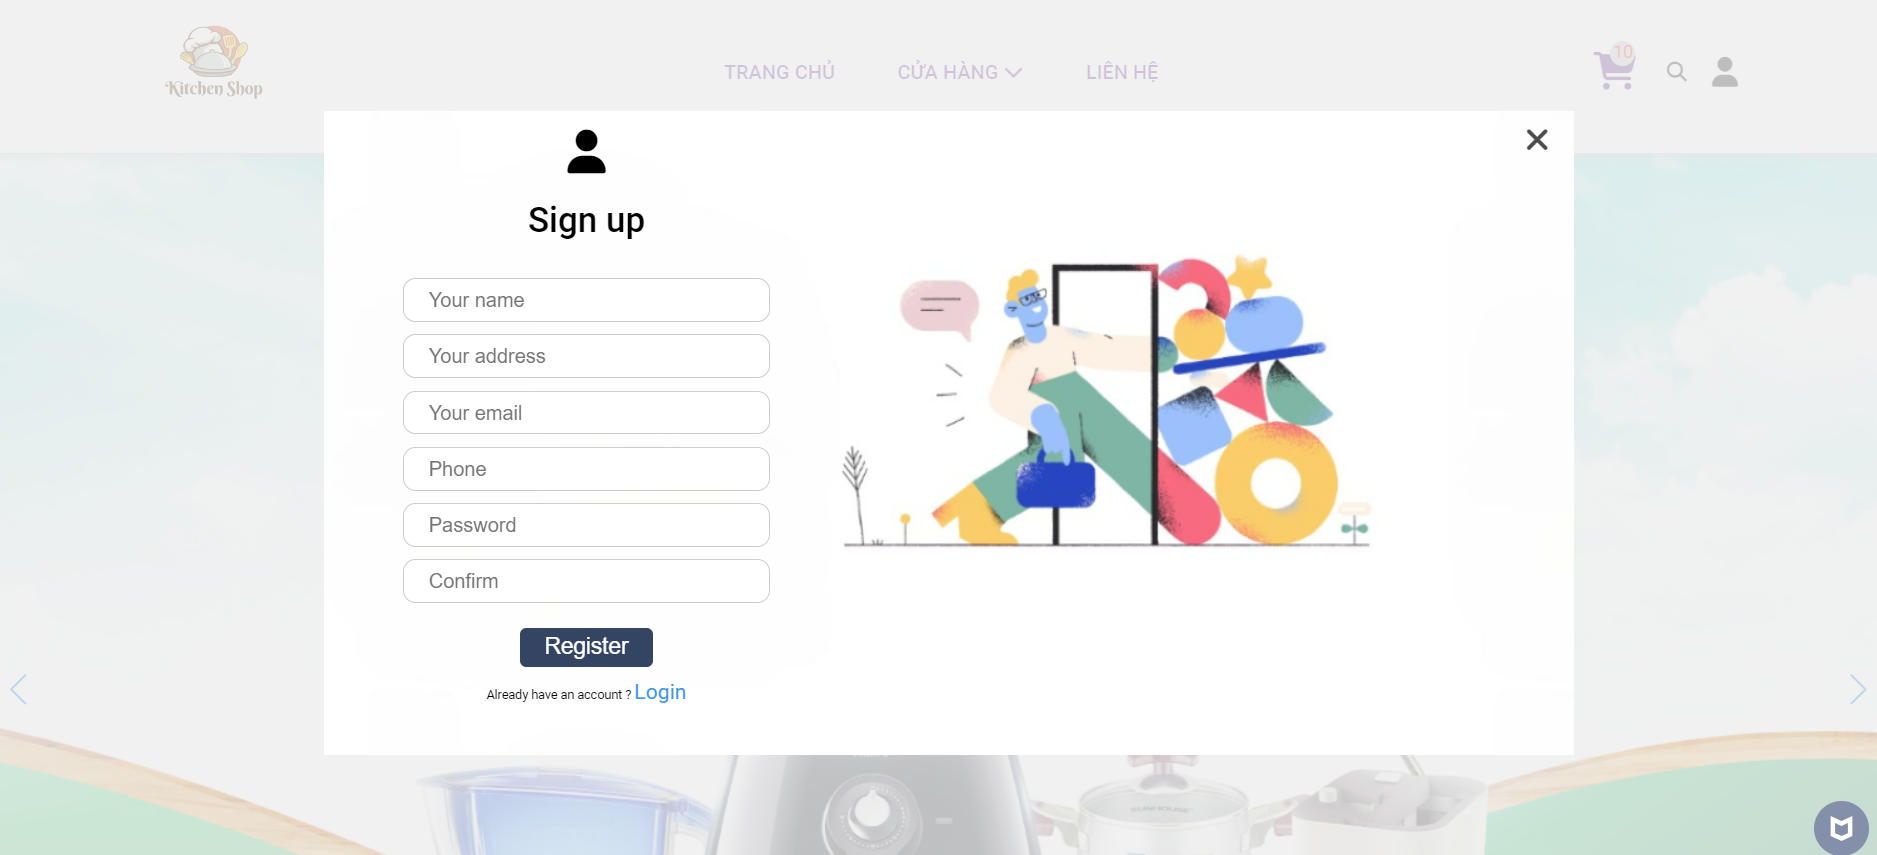 Kitchen Shop
TRANG CHỦ
CỬA HÀNG
LIÊN HỆ
10
Sign up
Your name
Your address
Your email
Phone
Password
Confirm
Register
Already have an account ? Login
SUNHOUSE